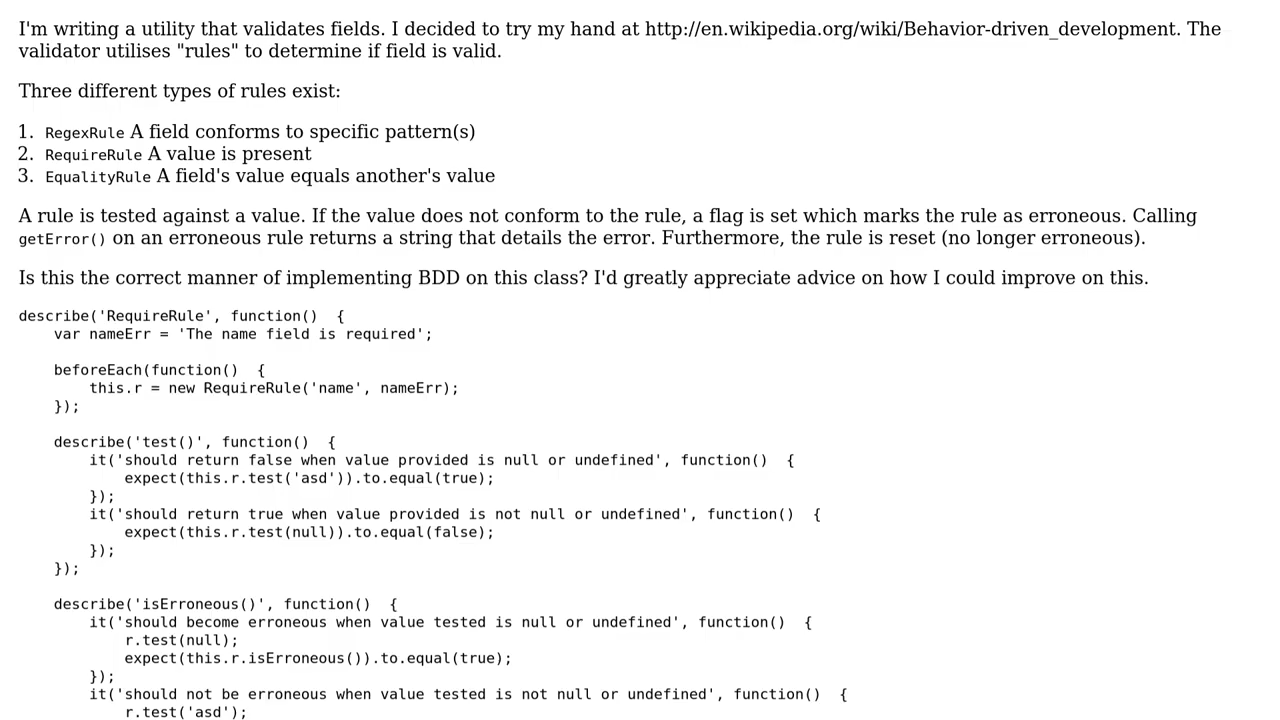 I'm writing a utility that validates fields. I decided to try my hand at http://en.wikipedia.org/wiki/Behavior-driven_development. The
validator utilises "rules" to determine if field is valid.
Three different types of rules exist:
1. RegexRule A field conforms to specific pattern(s)
2. RequireRule A value is present
3. EqualityRule A field's value equals another's value
A rule is tested against a value. If the value does not conform to the rule, a flag is set which marks the rule as erroneous. Calling
getError() on an erroneous rule returns a string that details the error. Furthermore, the rule is reset (no longer erroneous).
Is this the correct manner of implementing BDD on this class? I'd greatly appreciate advice on how I could improve on this.
describe('RequireRule', function()  {
    var nameErr = 'The name field is required';
    beforeEach(function()  {
        this.r = new RequireRule('name', nameErr);
    });
    describe('test()', function()  {
        it('should return false when value provided is null or undefined', function()  {
            expect(this.r.test('asd')).to.equal(true);
        });
        it('should return true when value provided is not null or undefined', function()  {
            expect(this.r.test(null)).to.equal(false);
        });
    });
    describe('isErroneous()', function()  {
        it('should become erroneous when value tested is null or undefined', function()  {
            r.test(null);
            expect(this.r.isErroneous()).to.equal(true);
        });
        it('should not be erroneous when value tested is not null or undefined', function()  {
            r.test('asd');